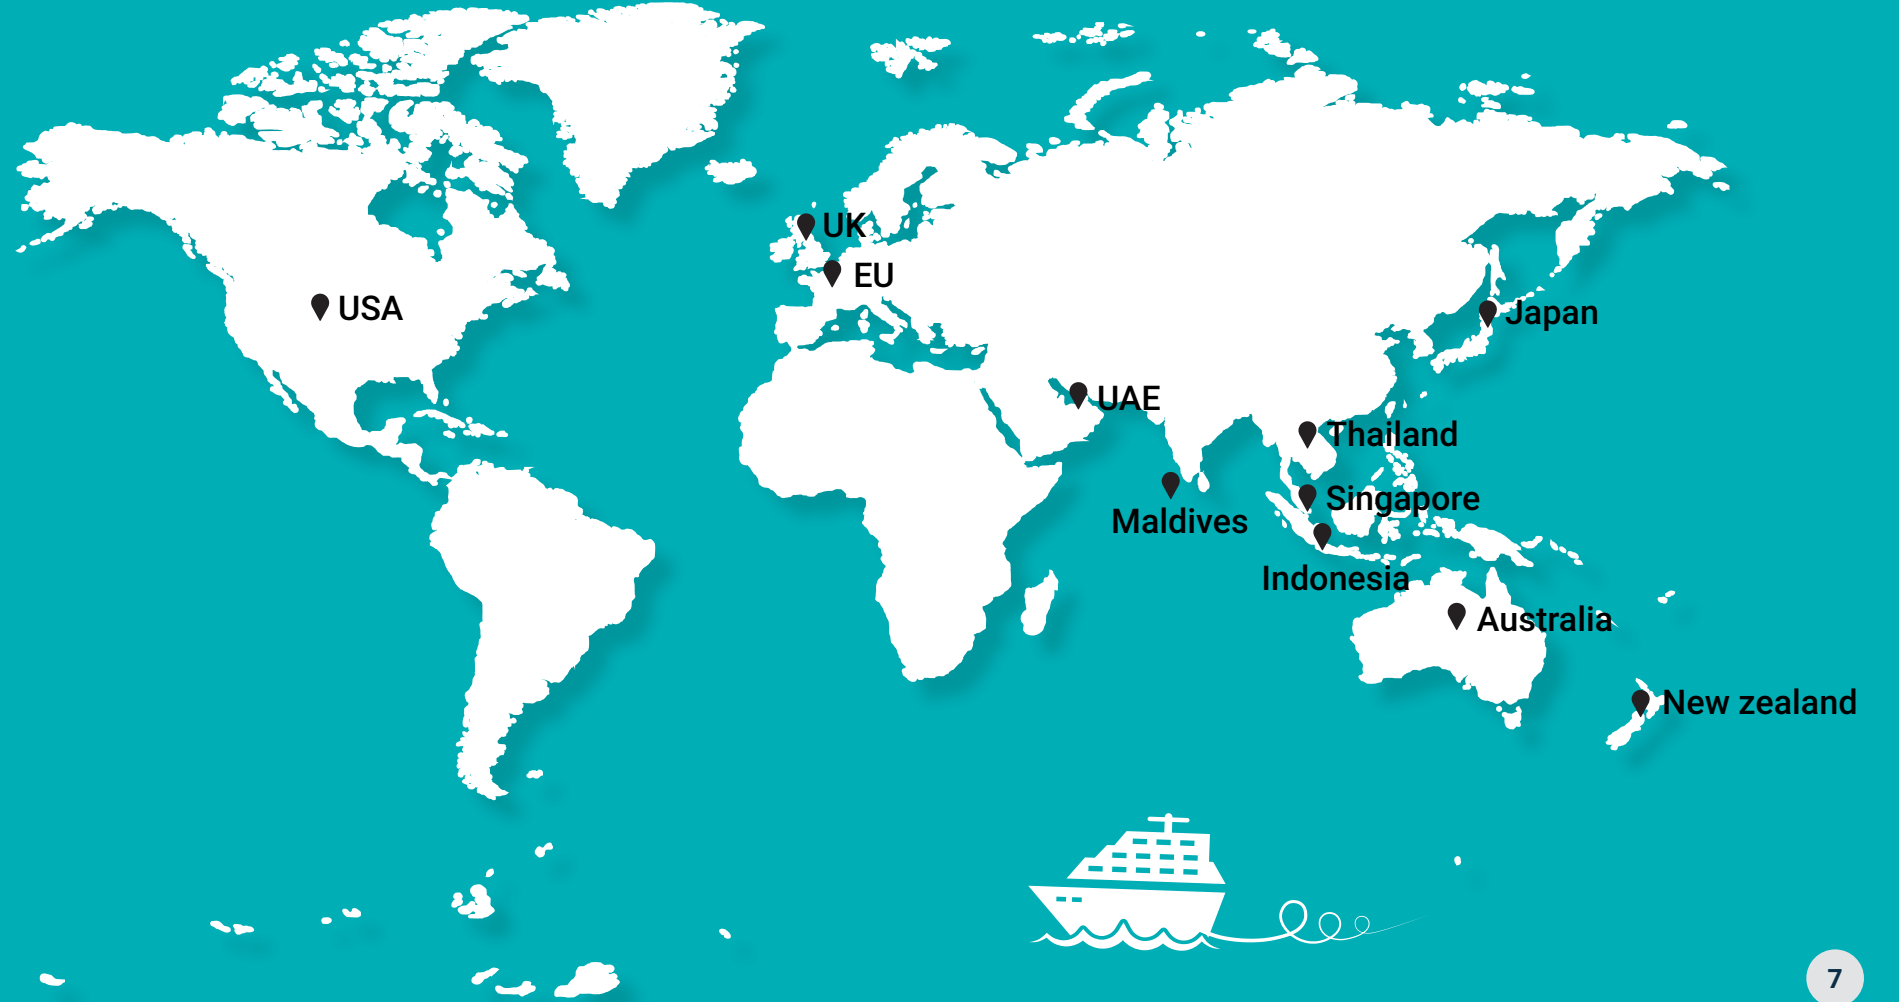 UK
EU
USA
Japan
UAE
Thailand
Singapore
Maldives
Indonesia
Australia
New zealand
7